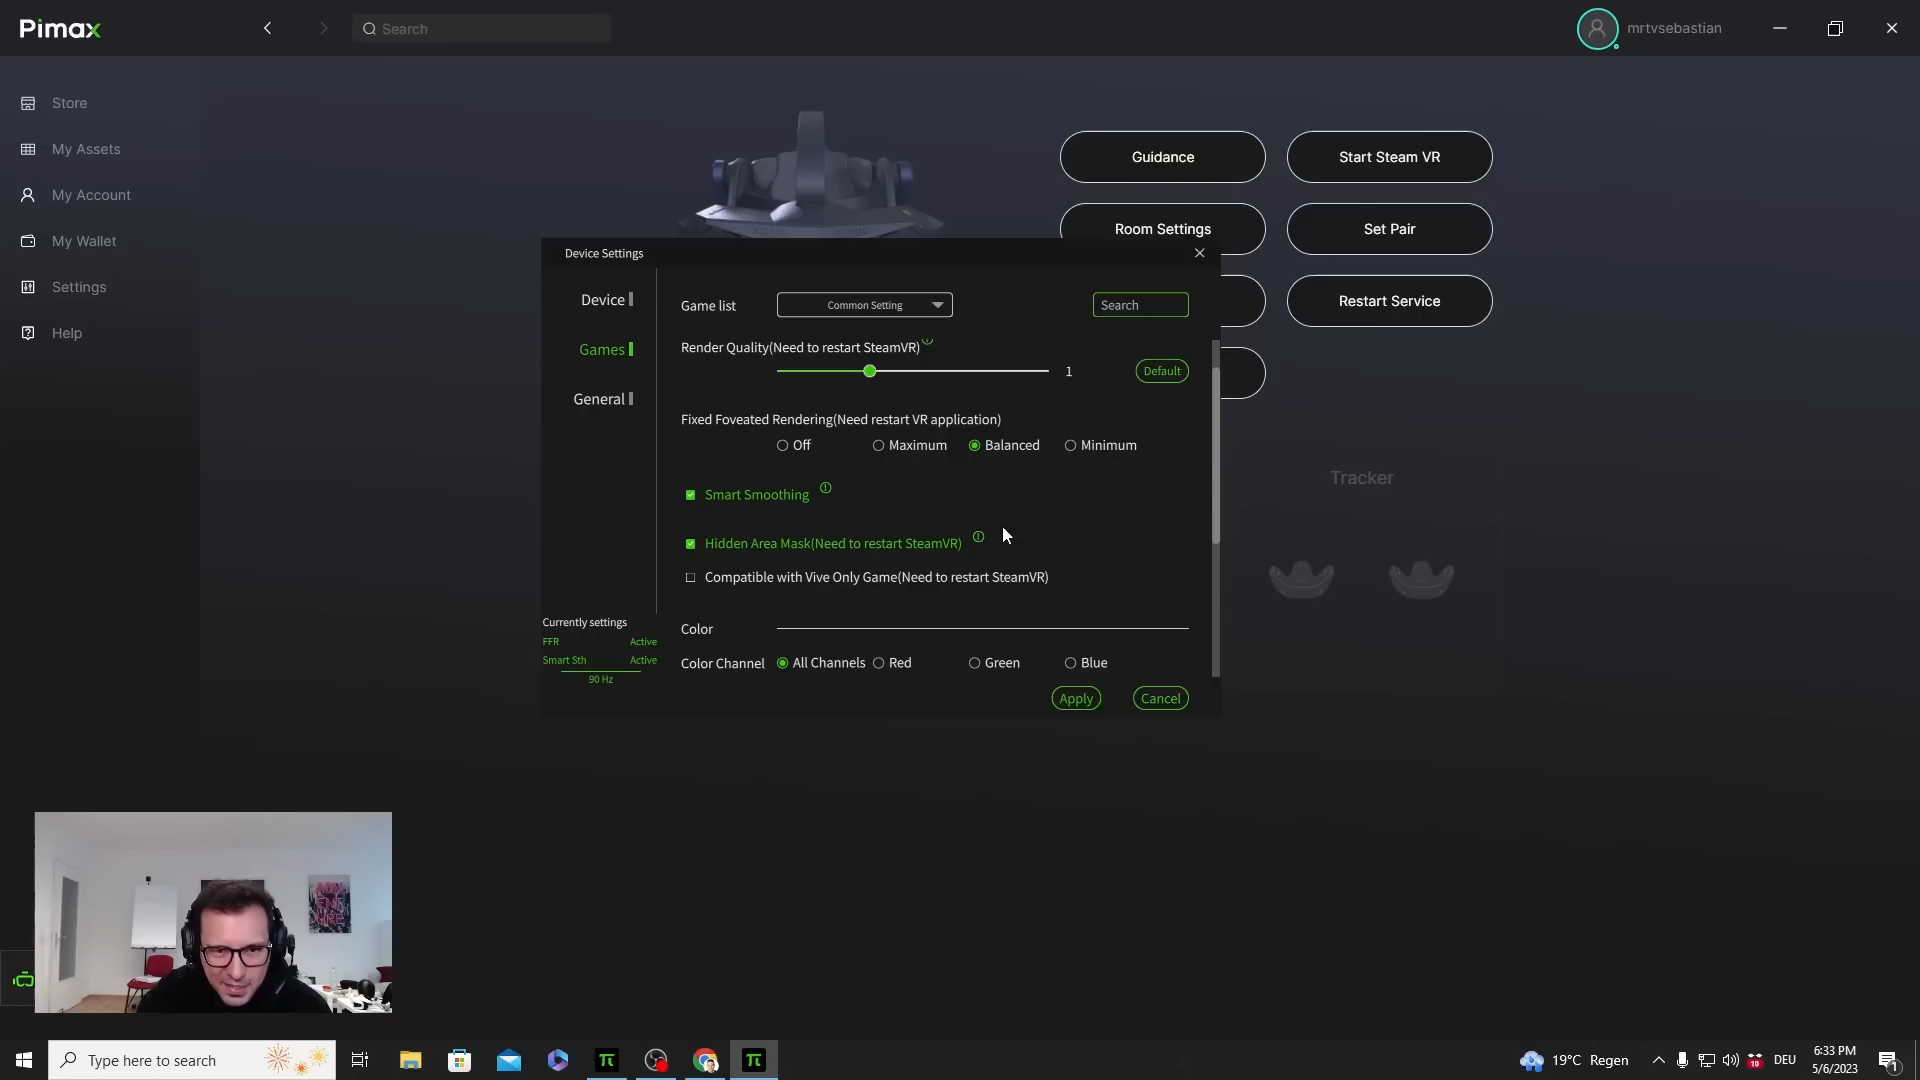 Pimax
Search
mrtvsebastian
Store
My Assets
My Account
My Wallet
Settings
Help
Guidance
Start Steam VR
Room Settings
Set Pair
Restart Service
Tracker
Device Settings
Device
Games
General
Game list
Common Setting
Search
Render Quality(Need to restart SteamVR)
1
Default
Fixed Foveated Rendering(Need restart VR application)
Off
Maximum
Balanced
Minimum
Smart Smoothing
Hidden Area Mask(Need to restart SteamVR)
Compatible with Vive Only Game(Need to restart SteamVR)
Color
Color Channel
All Channels
Red
Green
Blue
Currently settings
FFR Active
Smart Sth Active
90 Hz
Apply
Cancel
Type here to search
19°C Regen
10
DEU
6:33 PM
5/6/2023
1